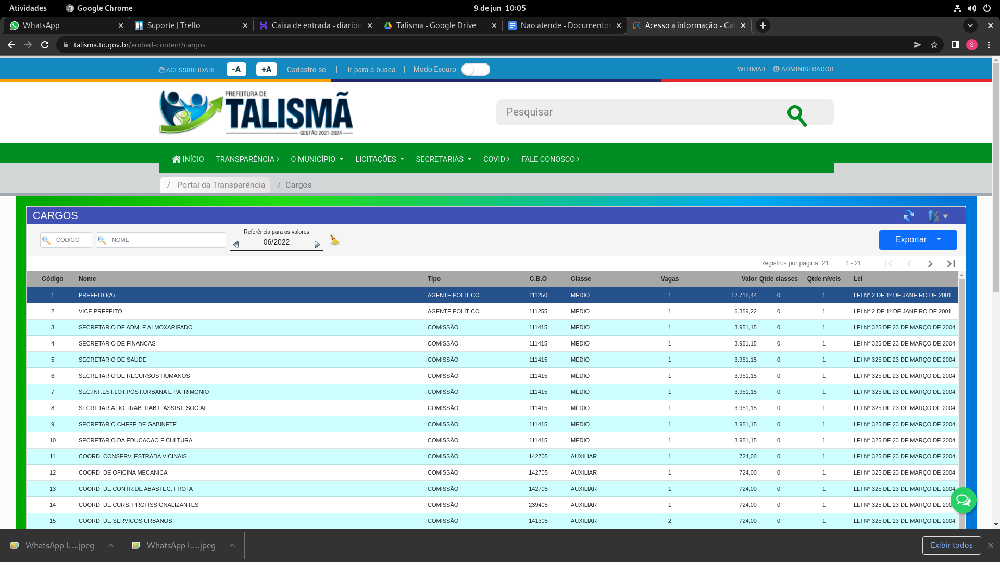 Atividades Google Chrome 9 de jun 10:05
WhatsApp Suporte | Trello Caixa de entrada - diarioo Talisma - Google Drive Nao atende - Documentos Acesso a informação - Car
talisma.to.gov.br/embed-content/cargos S
ACESSIBILIDADE -A +A Cadastre-se | Ir para a busca | Modo Escuro WEBMAIL | ADMINISTRADOR
PREFEITURA DE
TALISMÃ
GESTÃO 2021-2024
Pesquisar
INÍCIO TRANSPARÊNCIA O MUNICÍPIO LICITAÇÕES SECRETARIAS COVID FALE CONOSCO
/ Portal da Transparência / Cargos
CARGOS
CÓDIGO NOME Referência para os valores
06/2022 Exportar
Registros por página: 21 1 - 21
Código Nome Tipo C.B.O Classe Vagas Valor Qtde classes Qtde níveis Lei
1 PREFEITO(A) AGENTE POLÍTICO 111250 MÉDIO 1 12.718,44 0 1 LEI N° 2 DE 1º DE JANEIRO DE 2001
2 VICE PREFEITO AGENTE POLÍTICO 111255 MÉDIO 1 6.359,22 0 1 LEI N° 2 DE 1º DE JANEIRO DE 2001
3 SECRETARIO DE ADM. E ALMOXARIFADO COMISSÃO 111415 MÉDIO 1 3.951,15 0 1 LEI N° 325 DE 23 DE MARÇO DE 2004
4 SECRETARIO DE FINANCAS COMISSÃO 111415 MÉDIO 1 3.951,15 0 1 LEI N° 325 DE 23 DE MARÇO DE 2004
5 SECRETARIO DE SAUDE COMISSÃO 111415 MÉDIO 1 3.951,15 0 1 LEI N° 325 DE 23 DE MARÇO DE 2004
6 SECRETARIO DE RECURSOS HUMANOS COMISSÃO 111415 MÉDIO 1 3.951,15 0 1 LEI N° 325 DE 23 DE MARÇO DE 2004
7 SEC.INF.EST.LOT.POST.URBANA E PATRIMONIO COMISSÃO 111415 MÉDIO 1 3.951,15 0 1 LEI N° 325 DE 23 DE MARÇO DE 2004
8 SECRETARIA DO TRAB. HAB E ASSIST. SOCIAL COMISSÃO 111415 MÉDIO 1 3.951,15 0 1 LEI N° 325 DE 23 DE MARÇO DE 2004
9 SECRETARIO CHEFE DE GABINETE COMISSÃO 111415 MÉDIO 1 3.951,15 0 1 LEI N° 325 DE 23 DE MARÇO DE 2004
10 SECRETARIO DA EDUCACAO E CULTURA COMISSÃO 111415 MÉDIO 1 3.951,15 0 1 LEI N° 325 DE 23 DE MARÇO DE 2004
11 COORD. CONSERV. ESTRADA VICINAIS COMISSÃO 142705 AUXILIAR 1 724,00 0 1 LEI N° 325 DE 23 DE MARÇO DE 2004
12 COORD. DE OFICINA MECANICA COMISSÃO 142705 AUXILIAR 1 724,00 0 1 LEI N° 325 DE 23 DE MARÇO DE 2004
13 COORD. DE CONTR.DE ABASTEC. FROTA COMISSÃO 142705 AUXILIAR 1 724,00 0 1 LEI N° 325 DE 23 DE MARÇO DE 2004
14 COORD. DE CURS. PROFISSIONALIZANTES COMISSÃO 239405 AUXILIAR 1 724,00 0 1 LEI N° 325 DE 23 DE MARÇO DE 200
15 COORD. DE SERVICOS URBANOS COMISSÃO 141305 AUXILIAR 2 724,00 0 1 LEI N° 325 DE 23 DE MARÇO DE 2004
WhatsApp I....jpeg WhatsApp I....jpeg Exibir todos